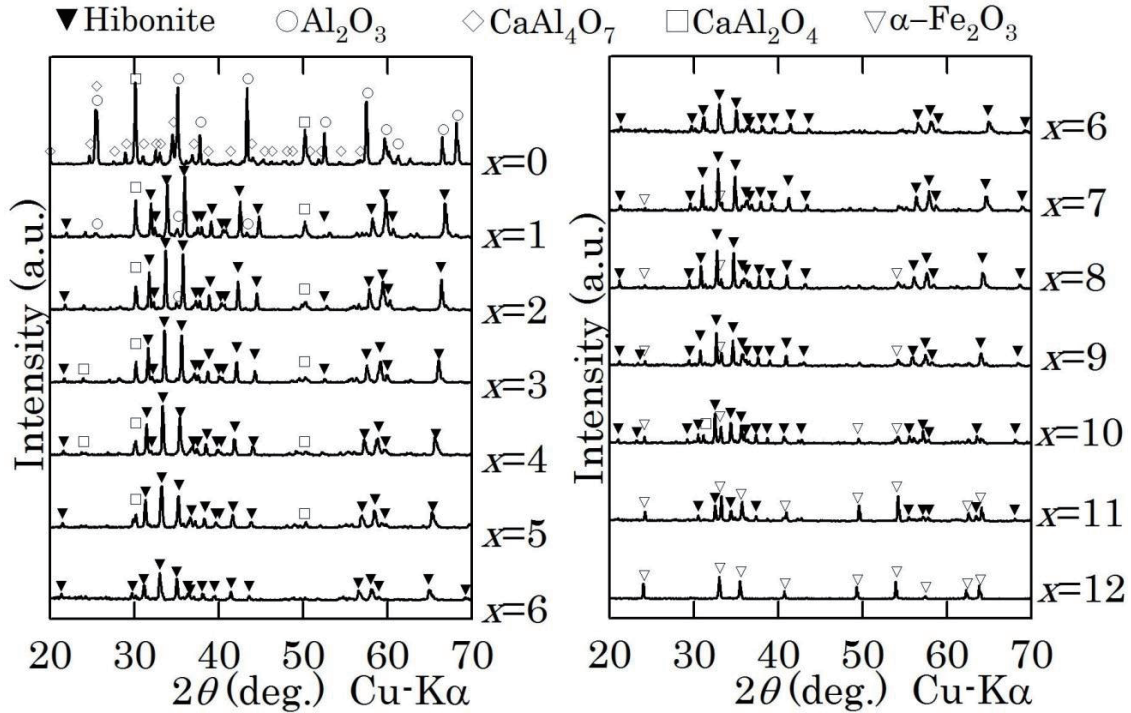 ▼Hibonite ○Al₂O₃ ◇CaAl₄O₇ □CaAl₂O₄ ▽α–Fe₂O₃
Intensity (a.u.)
x=0
x=1
x=2
x=3
x=4
x=5
x=6
20 30 40 50 60 70
2θ (deg.) Cu-Kα
Intensity (a.u.)
x=6
x=7
x=8
x=9
x=10
x=11
x=12
20 30 40 50 60 70
2θ (deg.) Cu-Kα